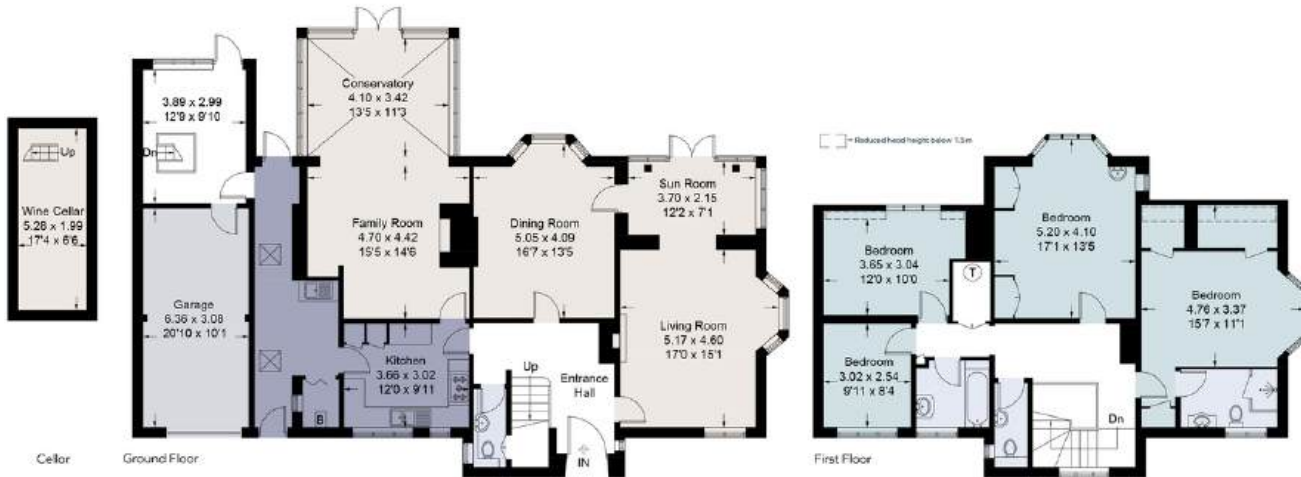 Up
Wine Cellar
5.28 x 1.99
17'4 x 6'6
Cellor
3.89 x 2.99
12'9 x 9'10
Dn
Garage
6.36 x 3.08
20'10 x 10'1
Ground Floor
Conservatory
4.10 x 3.42
13'5 x 11'3
Family Room
4.70 x 4.42
15'5 x 14'6
Kitchen
3.66 x 3.02
12'0 x 9'11
B
Dining Room
5.05 x 4.09
16'7 x 13'5
Sun Room
3.70 x 2.15
12'2 x 7'1
Living Room
5.17 x 4.60
17'0 x 15'1
Up
Entrance
Hall
IN
= Reduced head height below 1.5m
Bedroom
3.65 x 3.04
12'0 x 10'0
Bedroom
5.20 x 4.10
17'1 x 13'5
T
Bedroom
4.76 x 3.37
15'7 x 11'1
Bedroom
3.02 x 2.54
9'11 x 8'4
Dn
First Floor